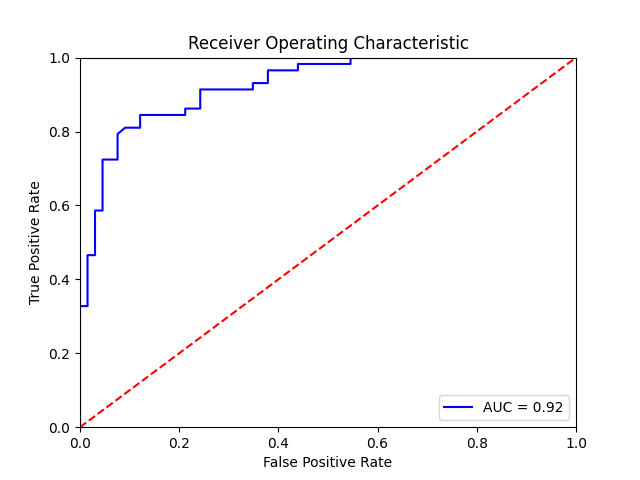 Receiver Operating Characteristic
1.0
0.8
0.6
0.4
0.2
0.0
True Positive Rate
AUC = 0.92
0.0 0.2 0.4 0.6 0.8 1.0
False Positive Rate